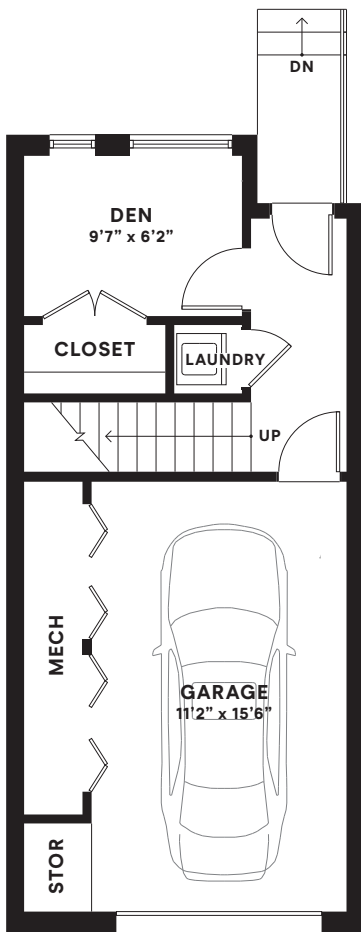 DN
DEN
9’7” x 6’2”
CLOSET
LAUNDRY
UP
MECH
GARAGE
11’2” x 15’6”
STOR